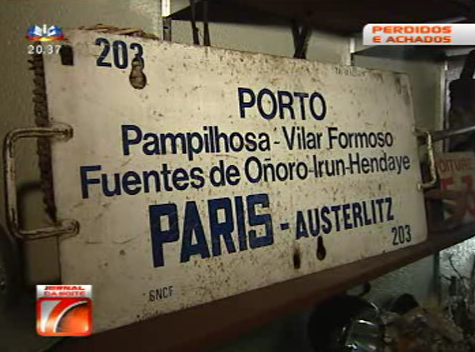 SIC
20:37
PERDIDOS
E ACHADOS
203
PORTO
Pampilhosa-Vilar Formoso
Fuentes de Oñoro-Irun-Hendaye
PARIS - AUSTERLITZ
203
SNCF
JORNAL
DA NOITE